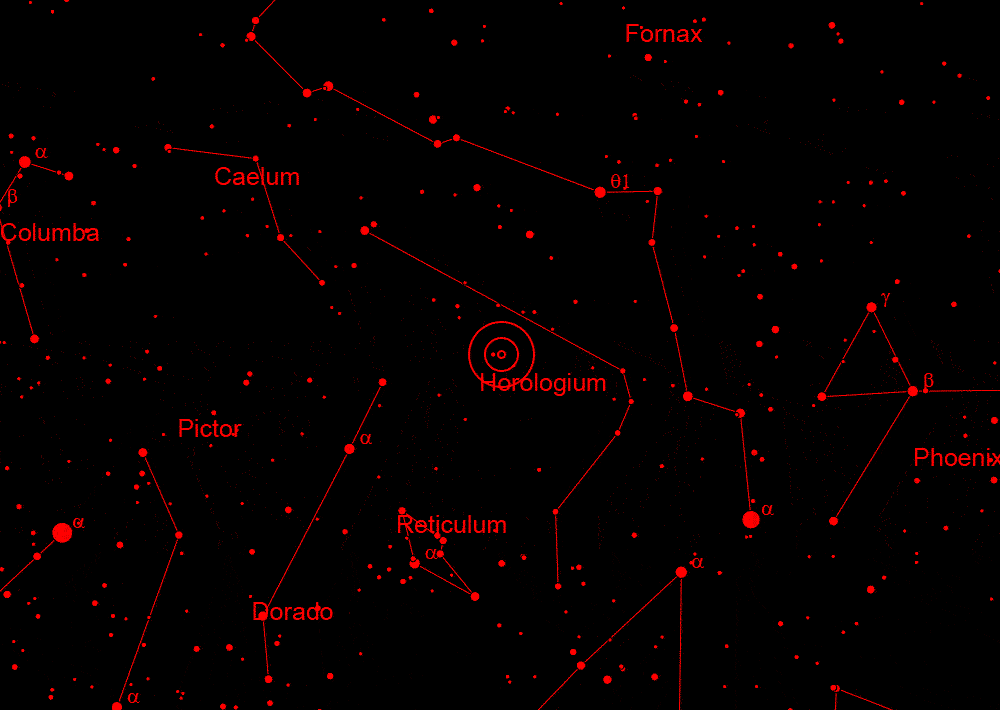 Fornax
α
Caelum
θ1
β
Columba
γ
β
Horologium
Pictor
α
Phoenix
α
α
Reticulum
α
α
Dorado
α